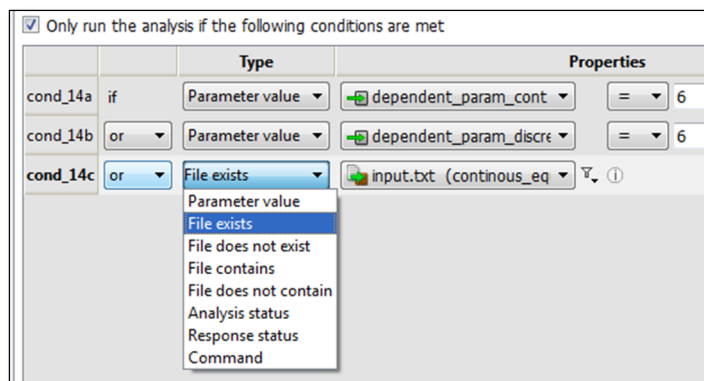 Only run the analysis if the following conditions are met
Type Properties
cond_14a if Parameter value dependent_param_cont = 6
cond_14b or Parameter value dependent_param_discre = 6
cond_14c or File exists input.txt (continous_eq
Parameter value
File exists
File does not exist
File contains
File does not contain
Analysis status
Response status
Command